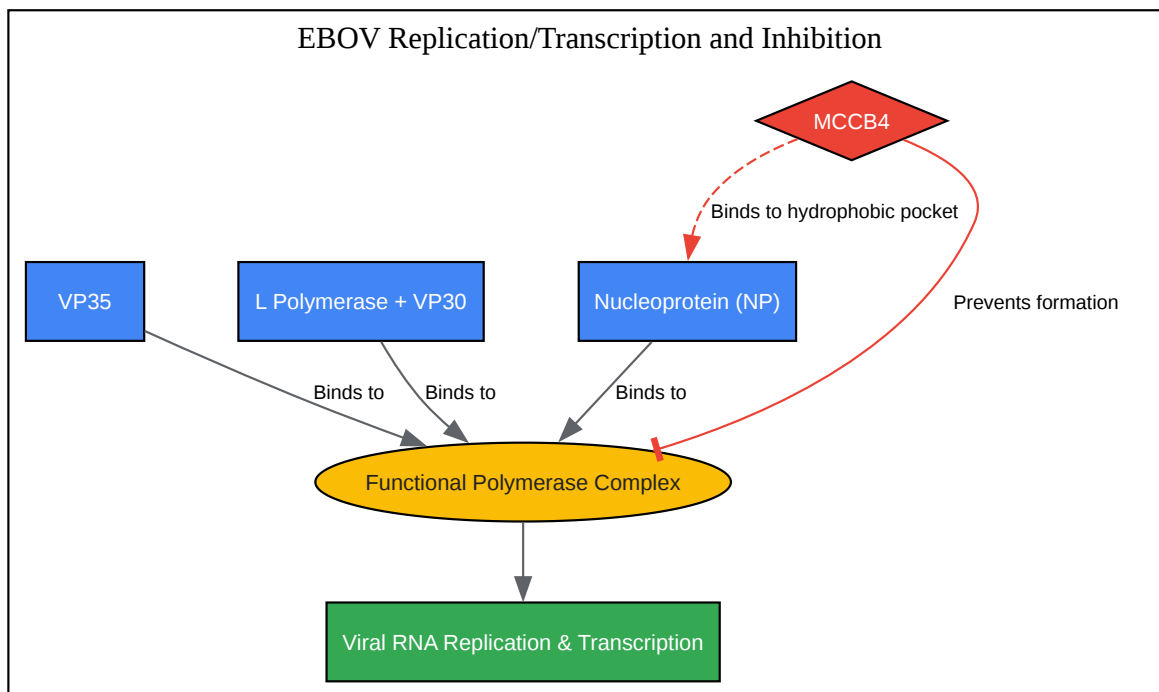 EBOV Replication/Transcription and Inhibition
MCCB4
Binds to hydrophobic pocket
VP35
L Polymerase + VP30
Nucleoprotein (NP)
Prevents formation
Binds to
Binds to
Binds to
Functional Polymerase Complex
Viral RNA Replication & Transcription